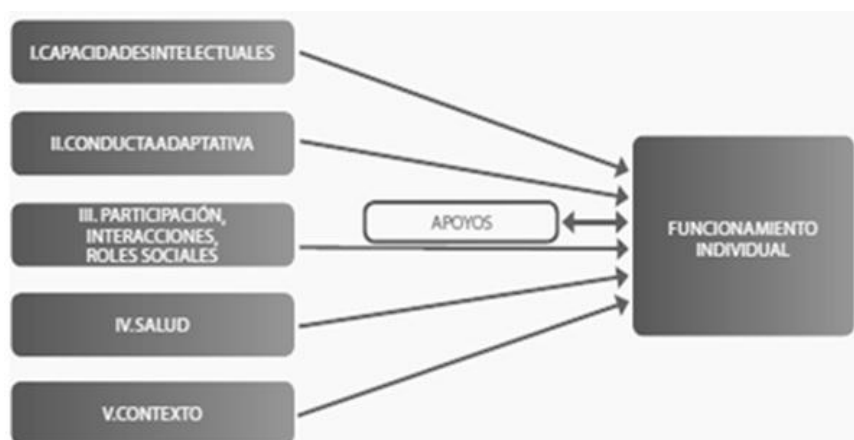 I.CAPACIDADESINTELECTUALES
II.CONDUCTAADAPTATIVA
III. PARTICIPACIÓN,
INTERACCIONES,
ROLES SOCIALES
APOYOS
IV.SALUD
V.CONTEXTO
FUNCIONAMIENTO
INDIVIDUAL